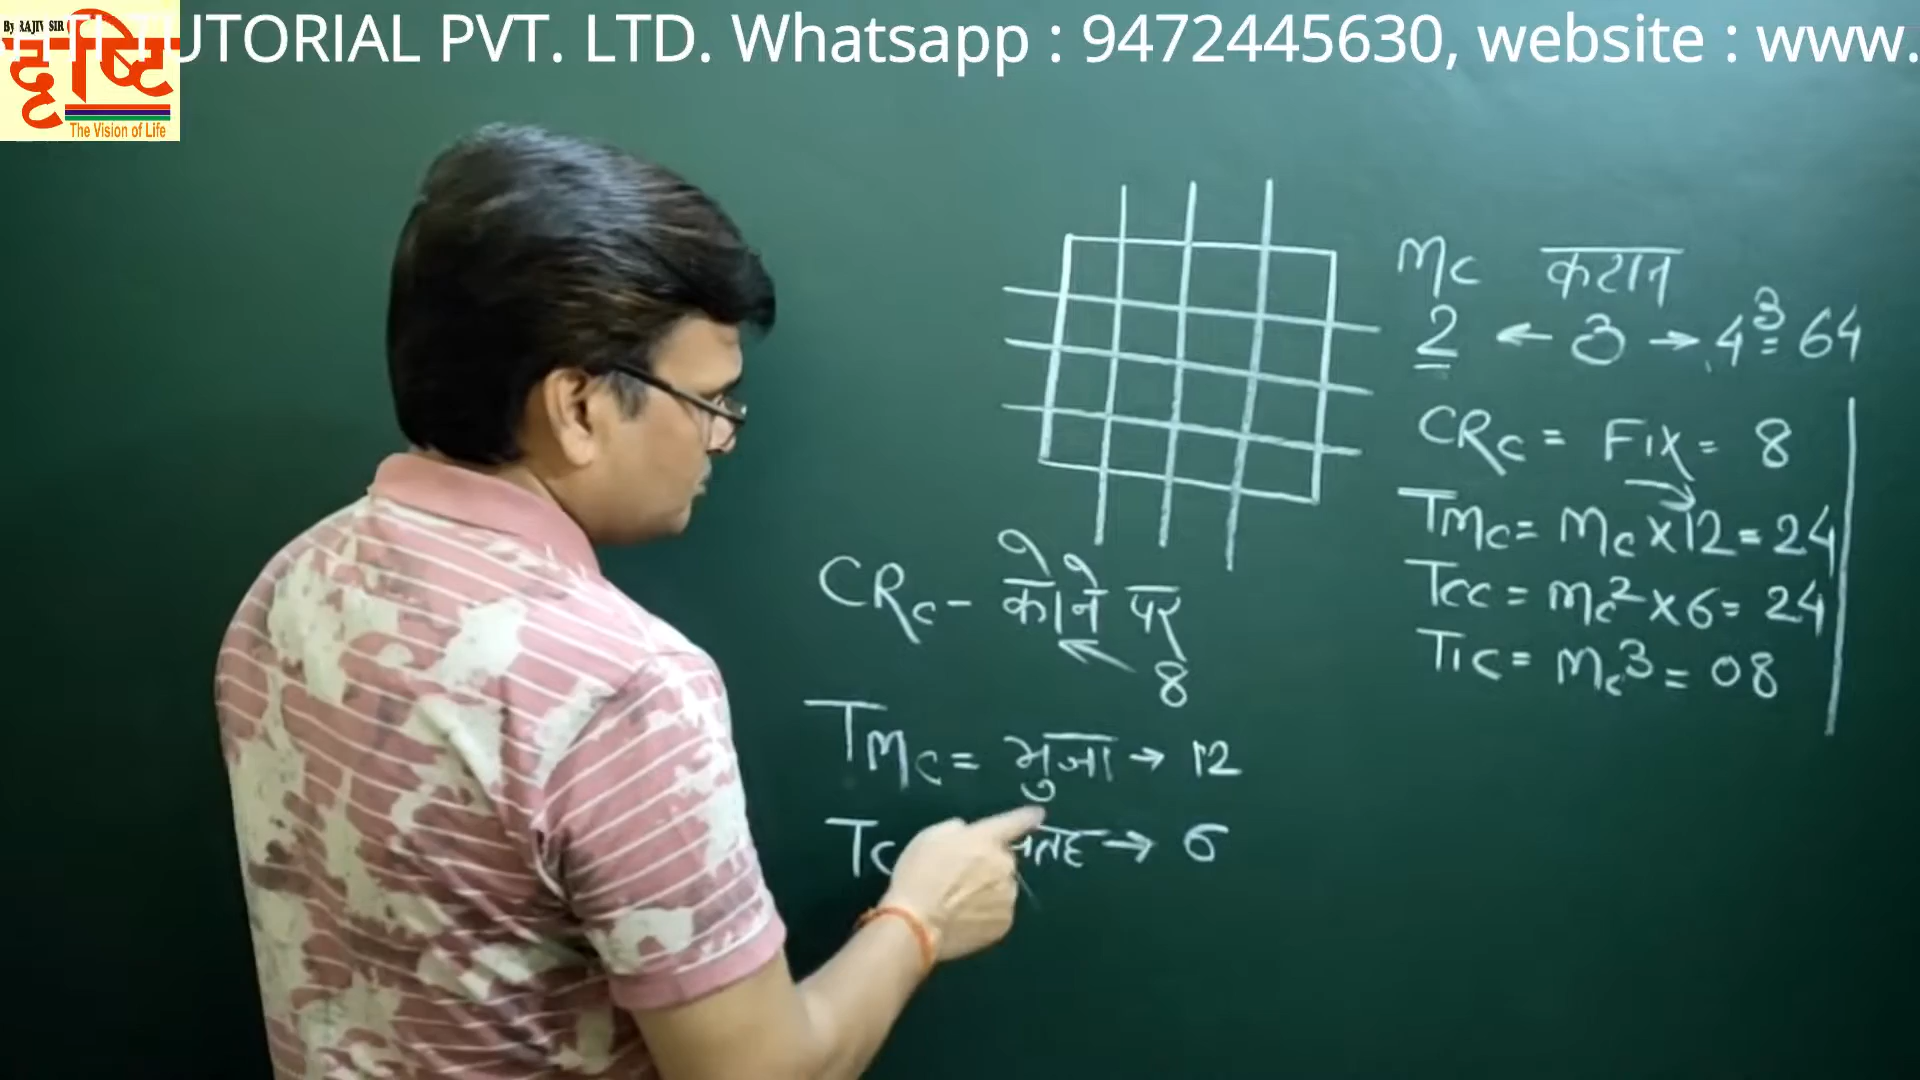 TUTORIAL PVT. LTD. Whatsapp : 9472445630, website : www.
By RAJIV SIR
दृष्टि
The Vision of Life
Mc कटान
2 ← 3 → 4³ = 64
CRc = Fix = 8
Tmc = mc × 12 = 24
Tcc = mc² × 6 = 24
Tic = mc³ = 08
CRc - कोने पर
8
Tmc = भुजा → 12
Tc → 6